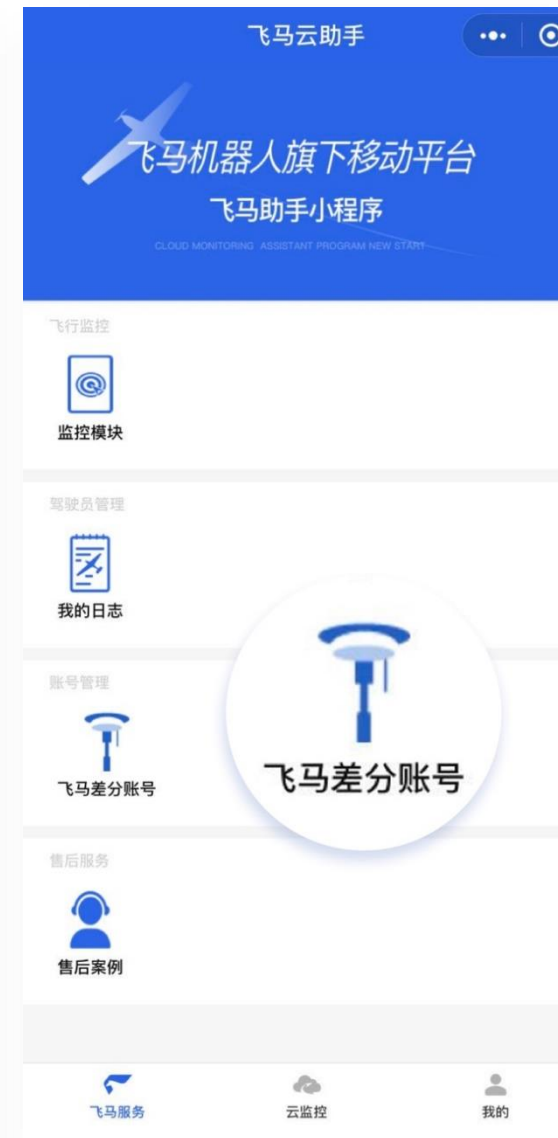 飞马云助手
飞马机器人旗下移动平台
飞马助手小程序
CLOUD MONITORING ASSISTANT PROGRAM NEW START
飞行监控
监控模块
驾驶员管理
我的日志
账号管理
飞马差分账号
飞马差分账号
售后服务
售后案例
飞马服务
云监控
我的